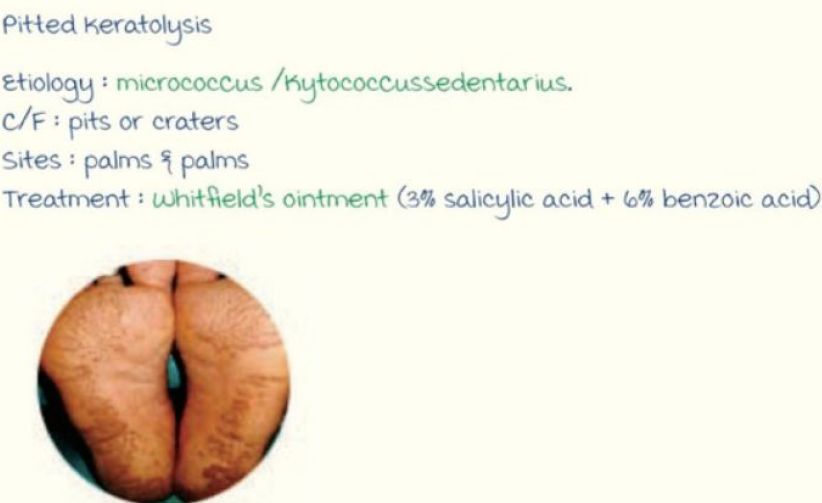 Pitted Keratolysis
Etiology : micrococcus /Kytococcussedentarius.
C/F : pits or craters
Sites : palms & palms
Treatment : Whitfield's ointment (3% salicylic acid + 6% benzoic acid)